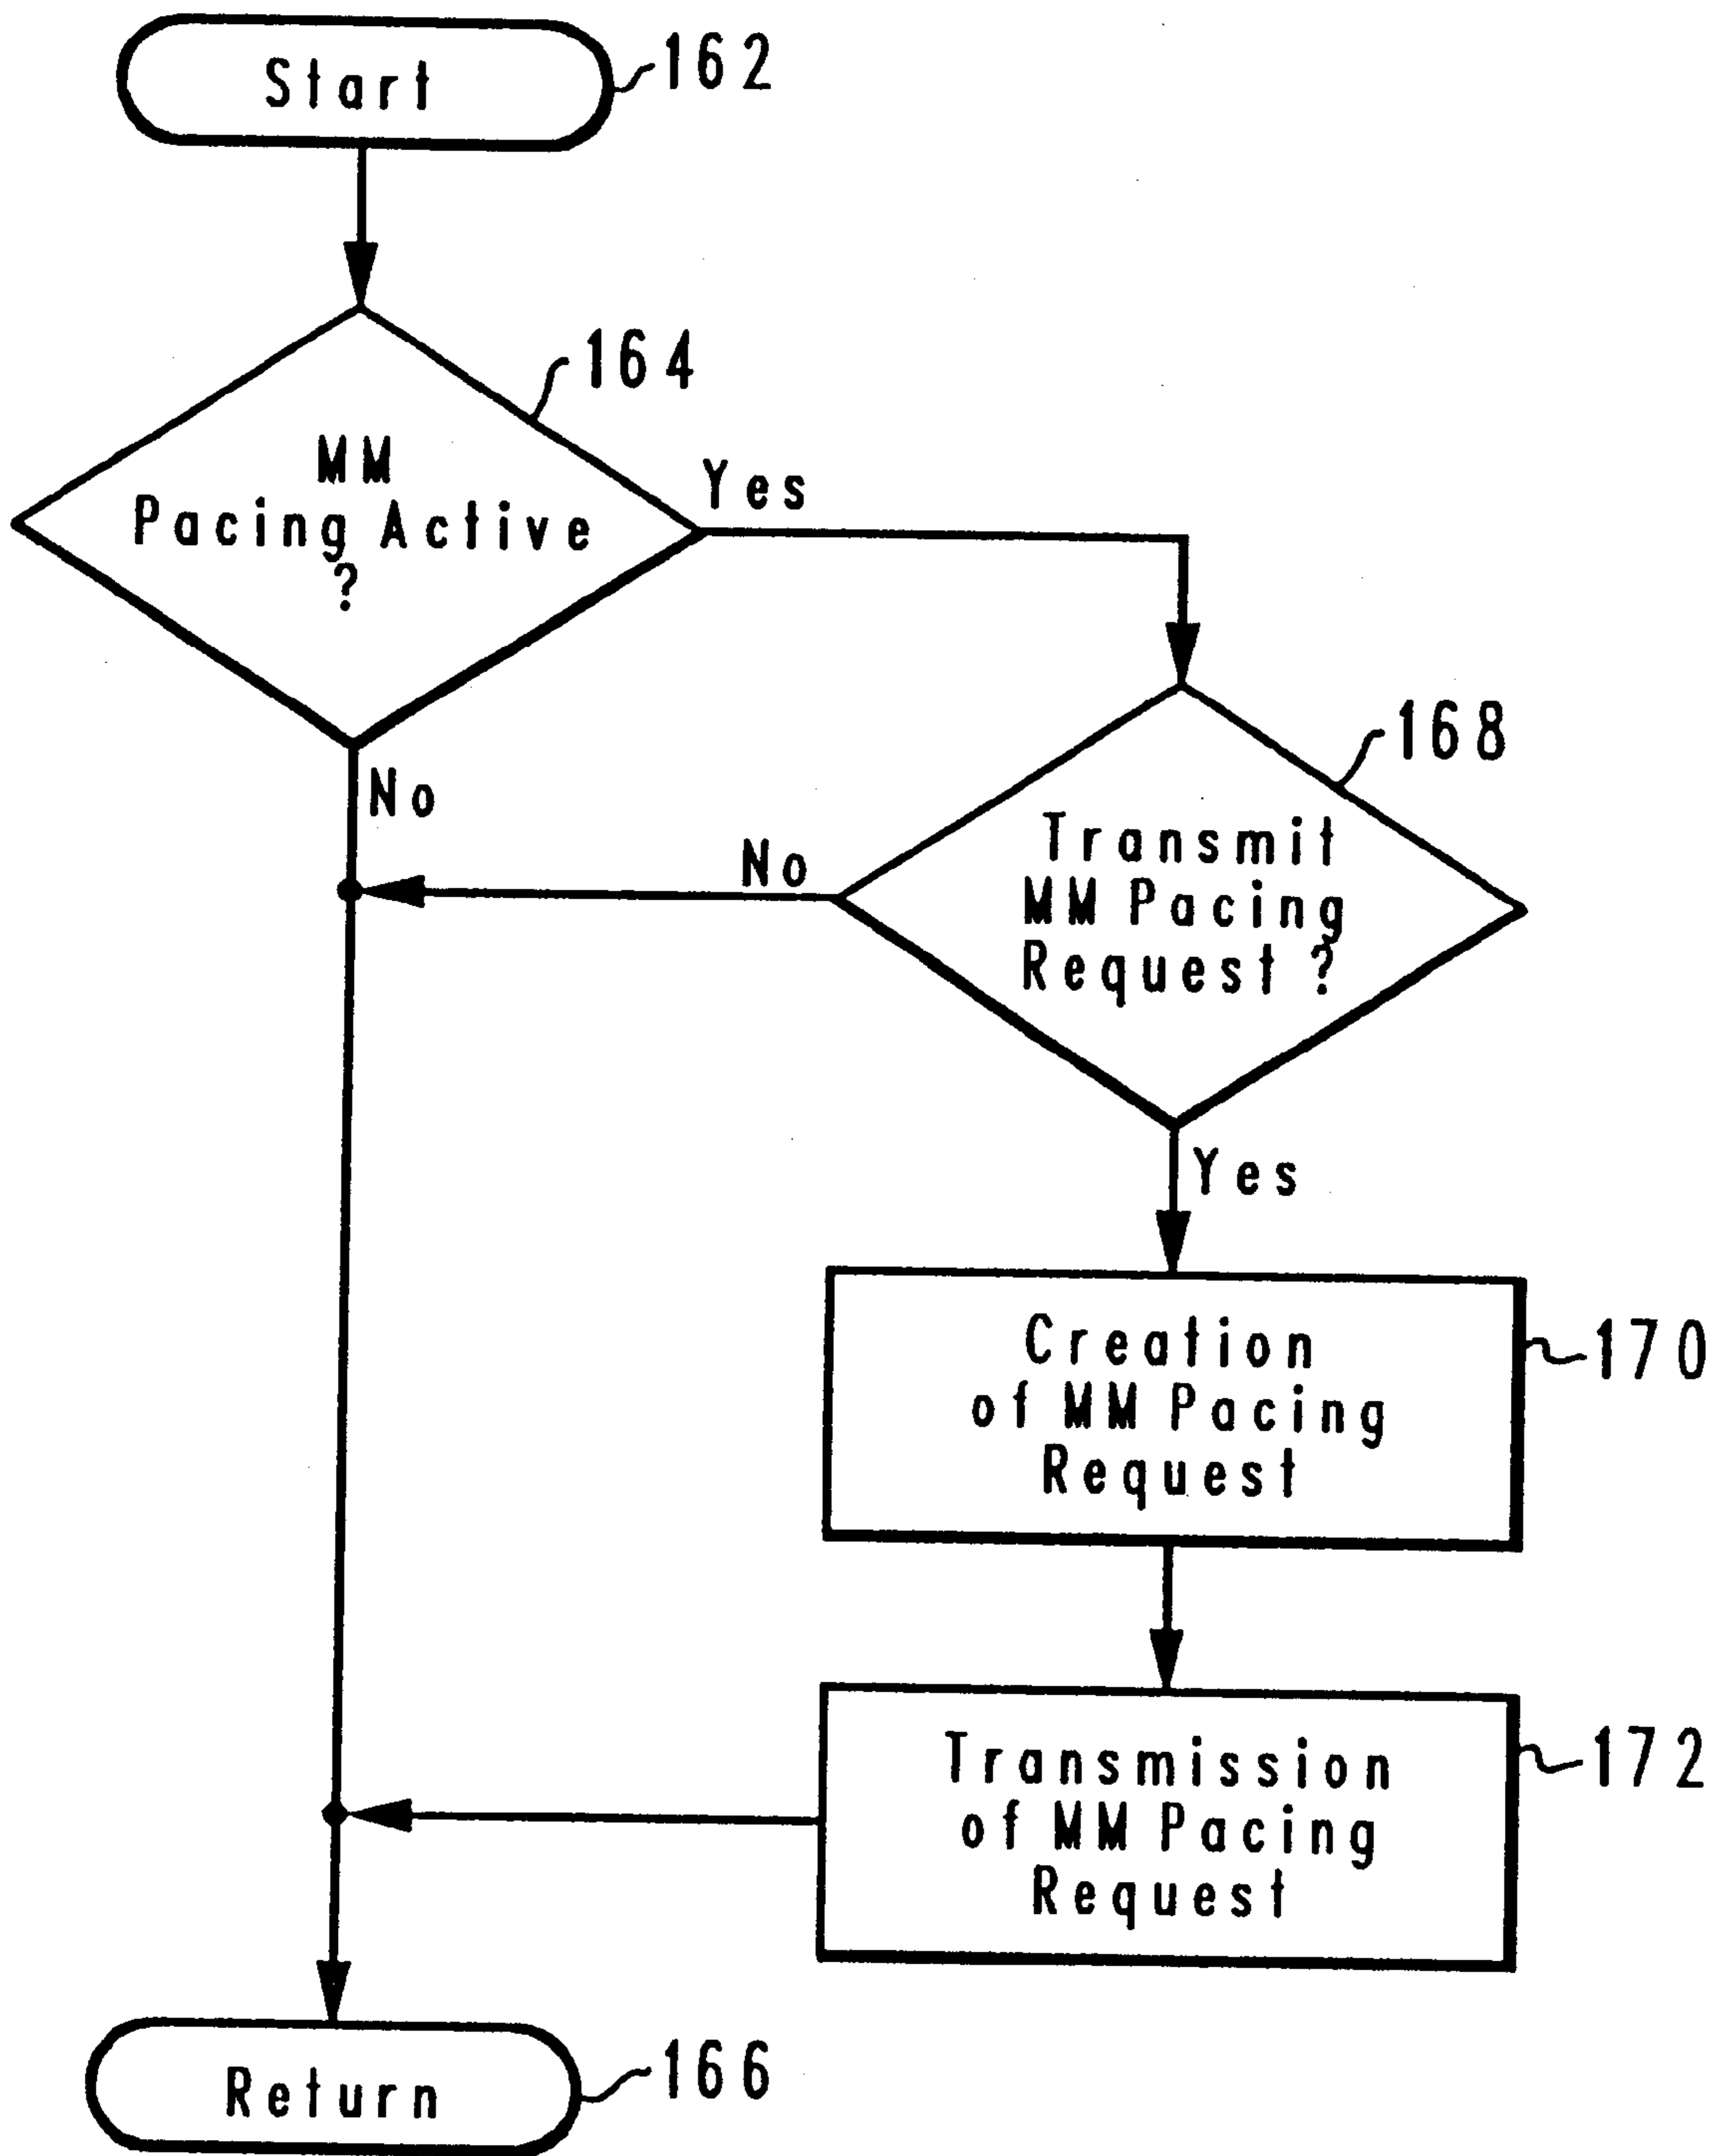 Start
162
164
MM
Pacing Active
?
Yes
No
168
Transmit
MM Pacing
Request ?
No
Yes
Creation
of MM Pacing
Request
170
Transmission
of MM Pacing
Request
172
Return
166